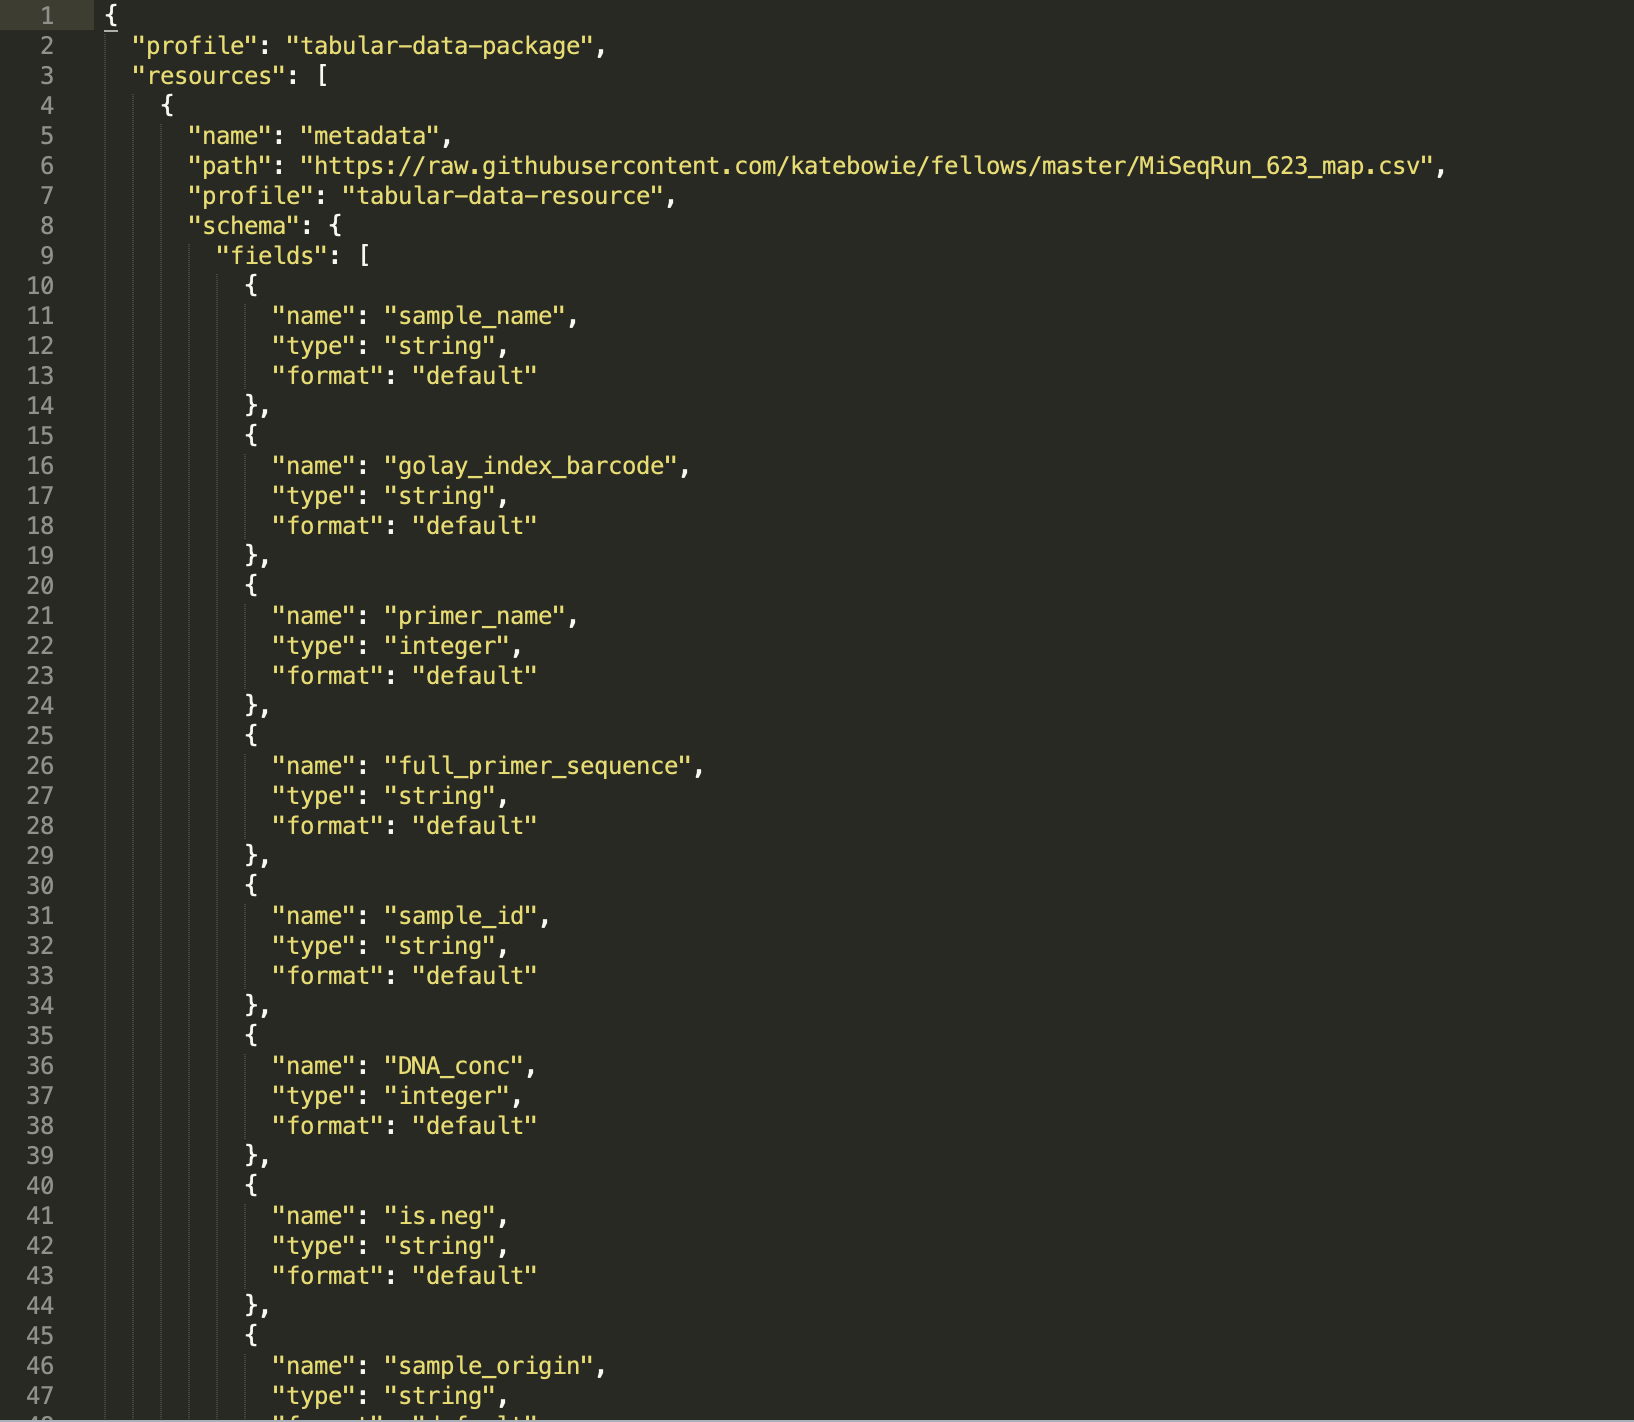 1 {
2 "profile": "tabular-data-package",
3 "resources": [
4 {
5 "name": "metadata",
6 "path": "https://raw.githubusercontent.com/katebowie/fellows/master/MiSeqRun_623_map.csv",
7 "profile": "tabular-data-resource",
8 "schema": {
9 "fields": [
10 {
11 "name": "sample_name",
12 "type": "string",
13 "format": "default"
14 },
15 {
16 "name": "golay_index_barcode",
17 "type": "string",
18 "format": "default"
19 },
20 {
21 "name": "primer_name",
22 "type": "integer",
23 "format": "default"
24 },
25 {
26 "name": "full_primer_sequence",
27 "type": "string",
28 "format": "default"
29 },
30 {
31 "name": "sample_id",
32 "type": "string",
33 "format": "default"
34 },
35 {
36 "name": "DNA_conc",
37 "type": "integer",
38 "format": "default"
39 },
40 {
41 "name": "is.neg",
42 "type": "string",
43 "format": "default"
44 },
45 {
46 "name": "sample_origin",
47 "type": "string",